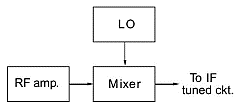 LO
RF amp.
Mixer
To IF
tuned ckt.